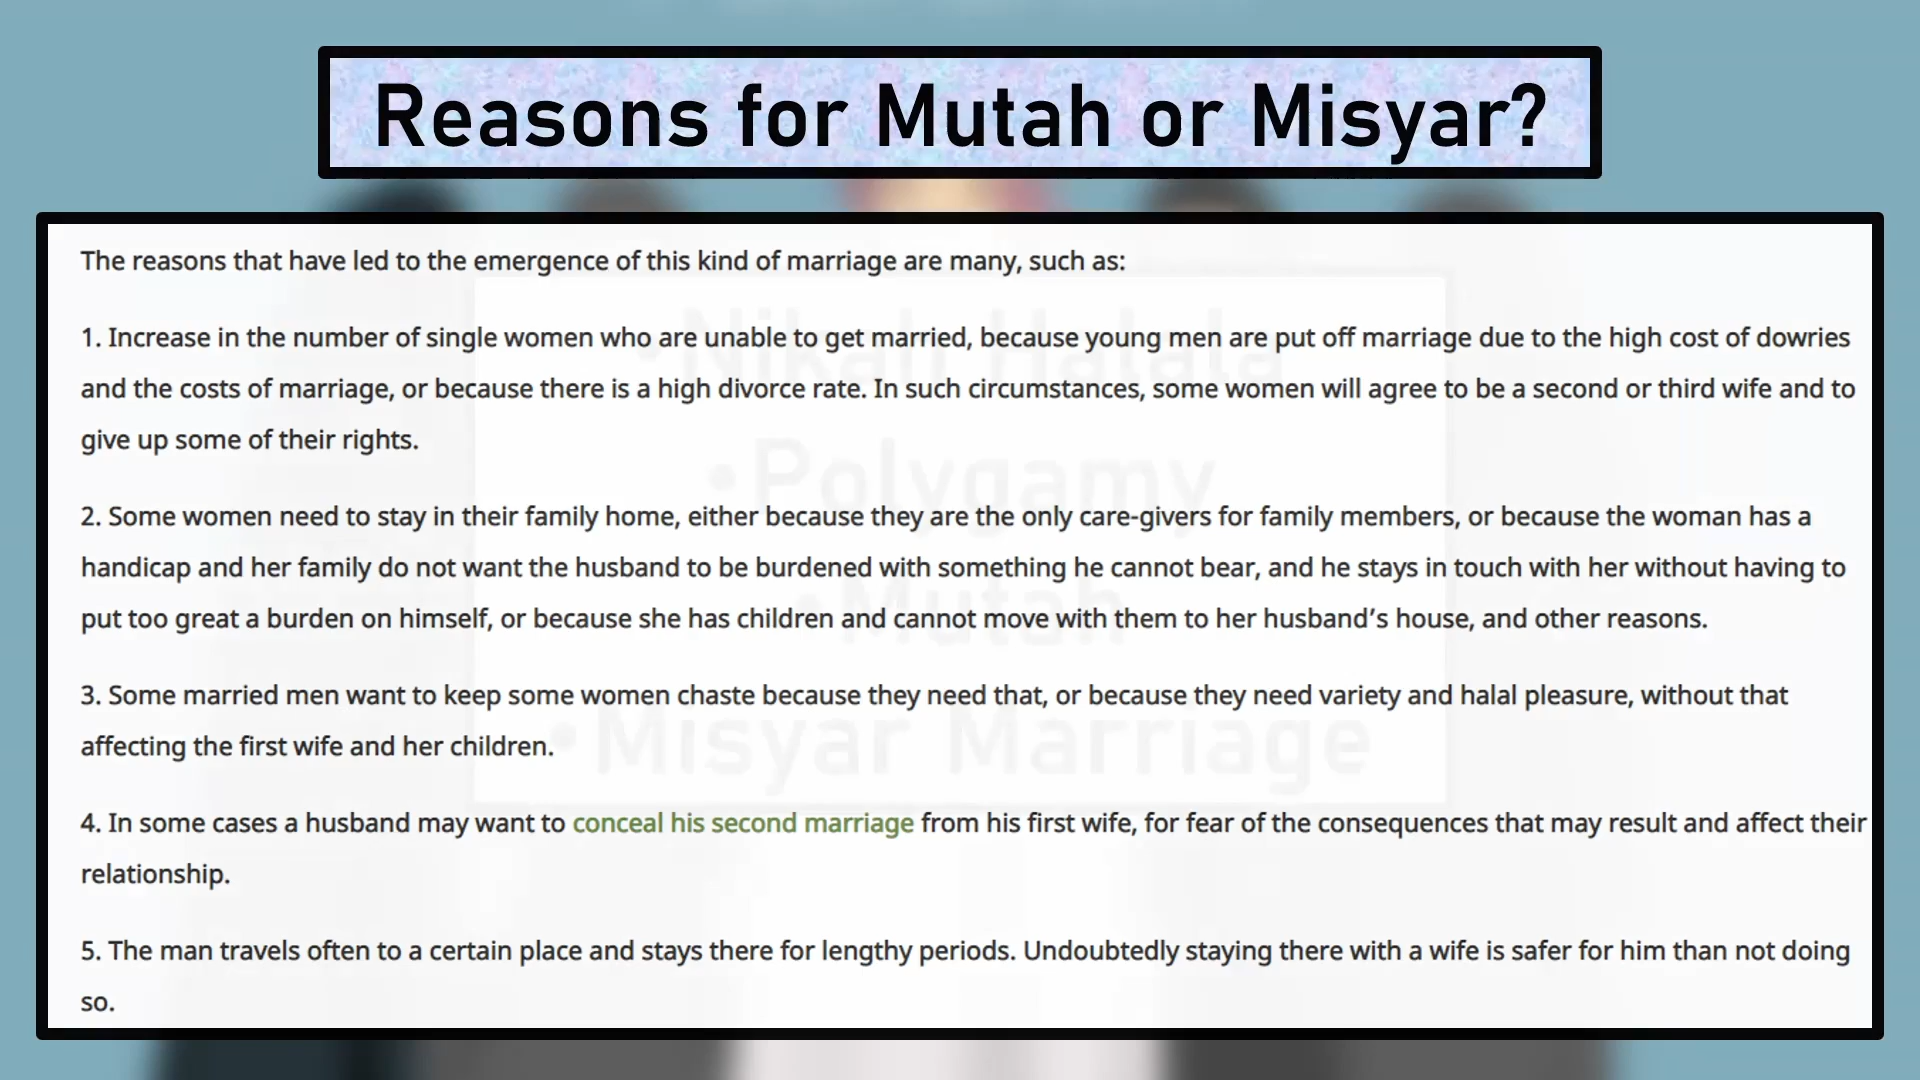 Reasons for Mutah or Misyar?
The reasons that have led to the emergence of this kind of marriage are many, such as:
1. Increase in the number of single women who are unable to get married, because young men are put off marriage due to the high cost of dowries
and the costs of marriage, or because there is a high divorce rate. In such circumstances, some women will agree to be a second or third wife and to
give up some of their rights.
2. Some women need to stay in their family home, either because they are the only care-givers for family members, or because the woman has a
handicap and her family do not want the husband to be burdened with something he cannot bear, and he stays in touch with her without having to
put too great a burden on himself, or because she has children and cannot move with them to her husband’s house, and other reasons.
3. Some married men want to keep some women chaste because they need that, or because they need variety and halal pleasure, without that
affecting the first wife and her children.
4. In some cases a husband may want to conceal his second marriage from his first wife, for fear of the consequences that may result and affect their
relationship.
5. The man travels often to a certain place and stays there for lengthy periods. Undoubtedly staying there with a wife is safer for him than not doing
so.
•Nikah Halala
•Polygamy
•Mutah
•Misyar Marriage